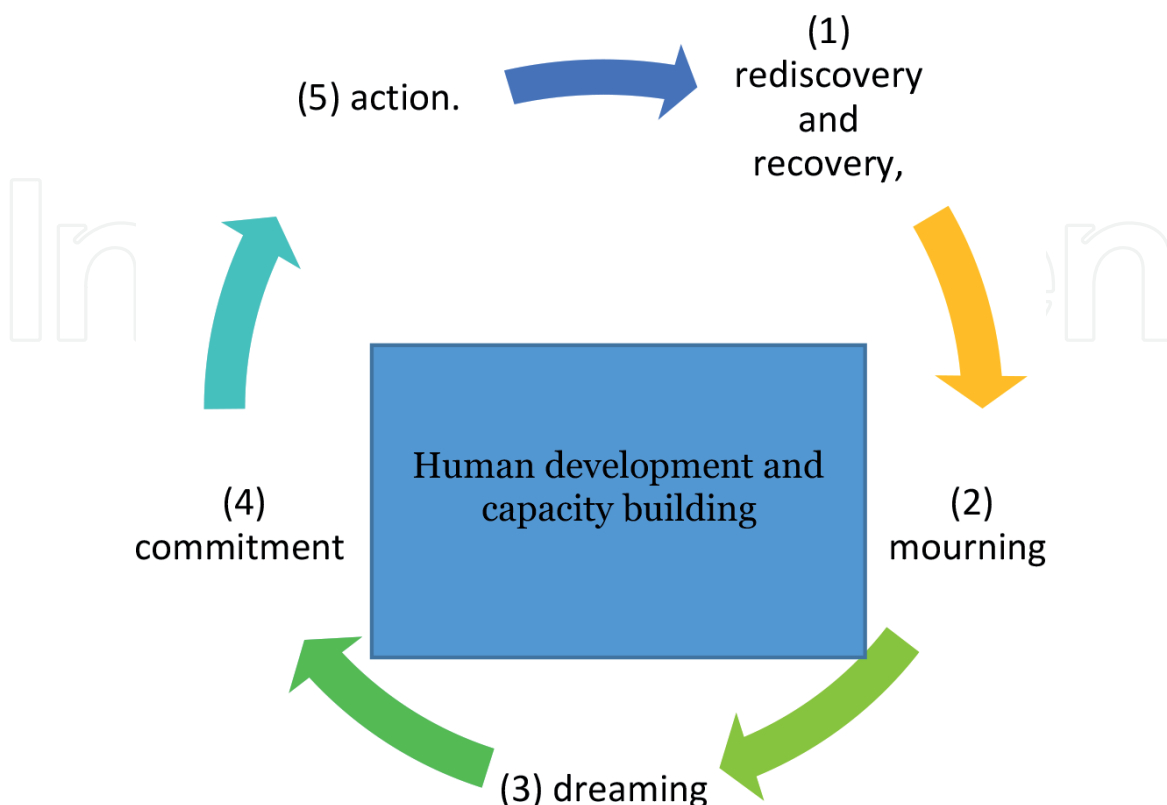 (1)
rediscovery
and
recovery,
(2)
mourning
(3) dreaming
(4)
commitment
(5) action.
Human development and
capacity building